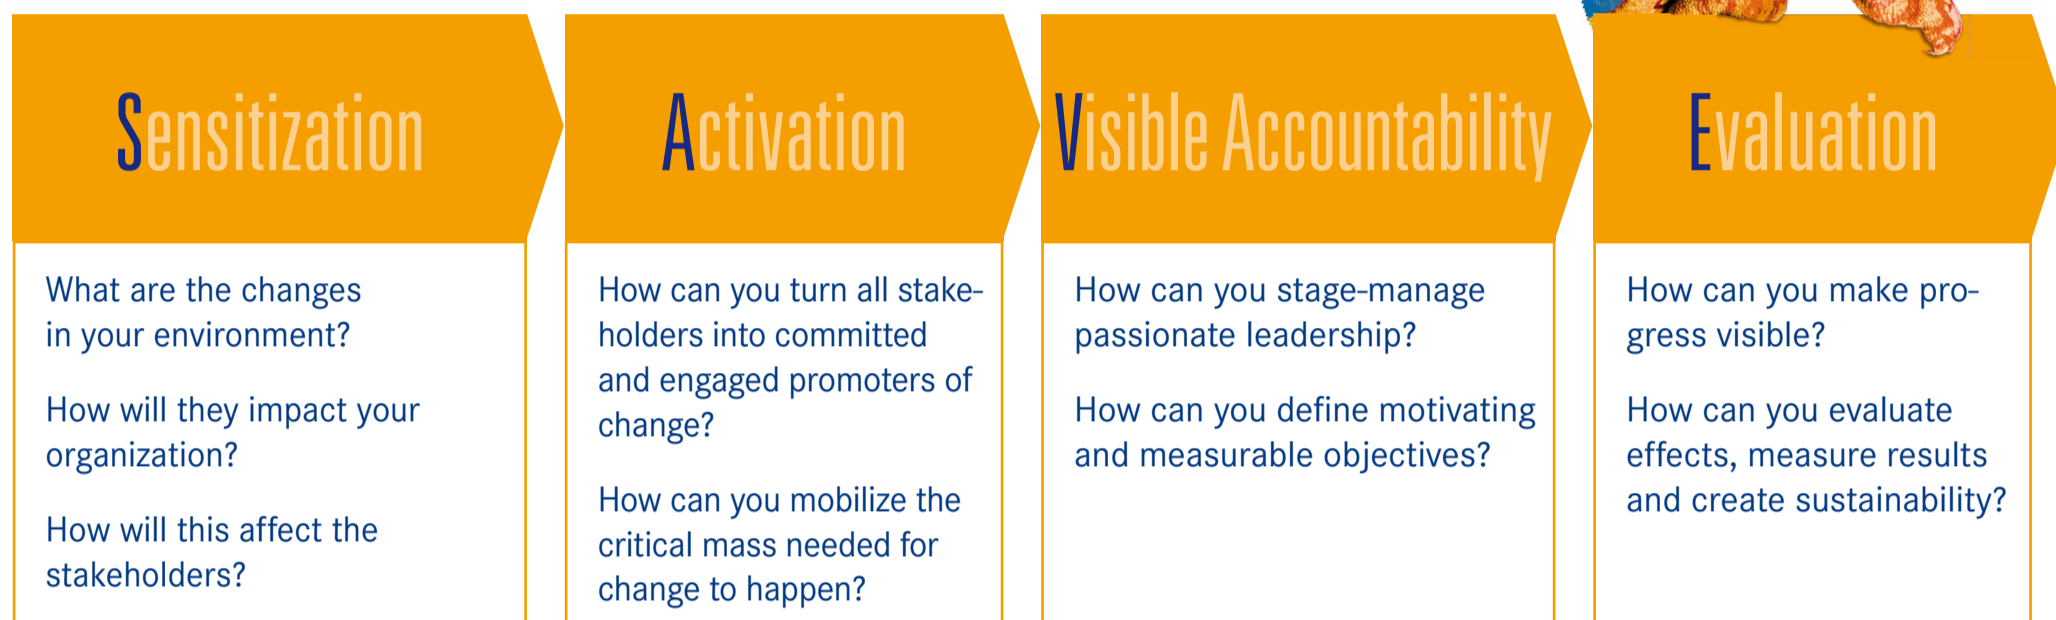 Sensitization
What are the changes
in your environment?
How will they impact your
organization?
How will this affect the
stakeholders?
Activation
How can you turn all stake-
holders into committed
and engaged promoters of
change?
How can you mobilize the
critical mass needed for
change to happen?
Visible Accountability
How can you stage-manage
passionate leadership?
How can you define motivating
and measurable objectives?
Evaluation
How can you make pro-
gress visible?
How can you evaluate
effects, measure results
and create sustainability?